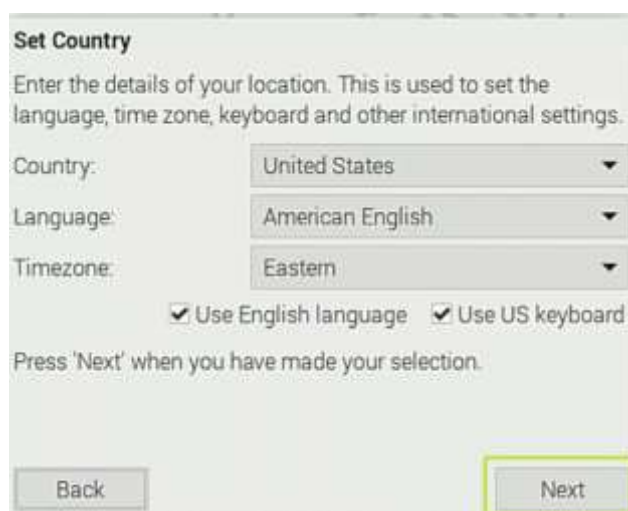 Set Country
Enter the details of your location. This is used to set the
language, time zone, keyboard and other international settings.
Country: United States
Language: American English
Timezone: Eastern
Use English language Use US keyboard
Press 'Next' when you have made your selection.
Back Next